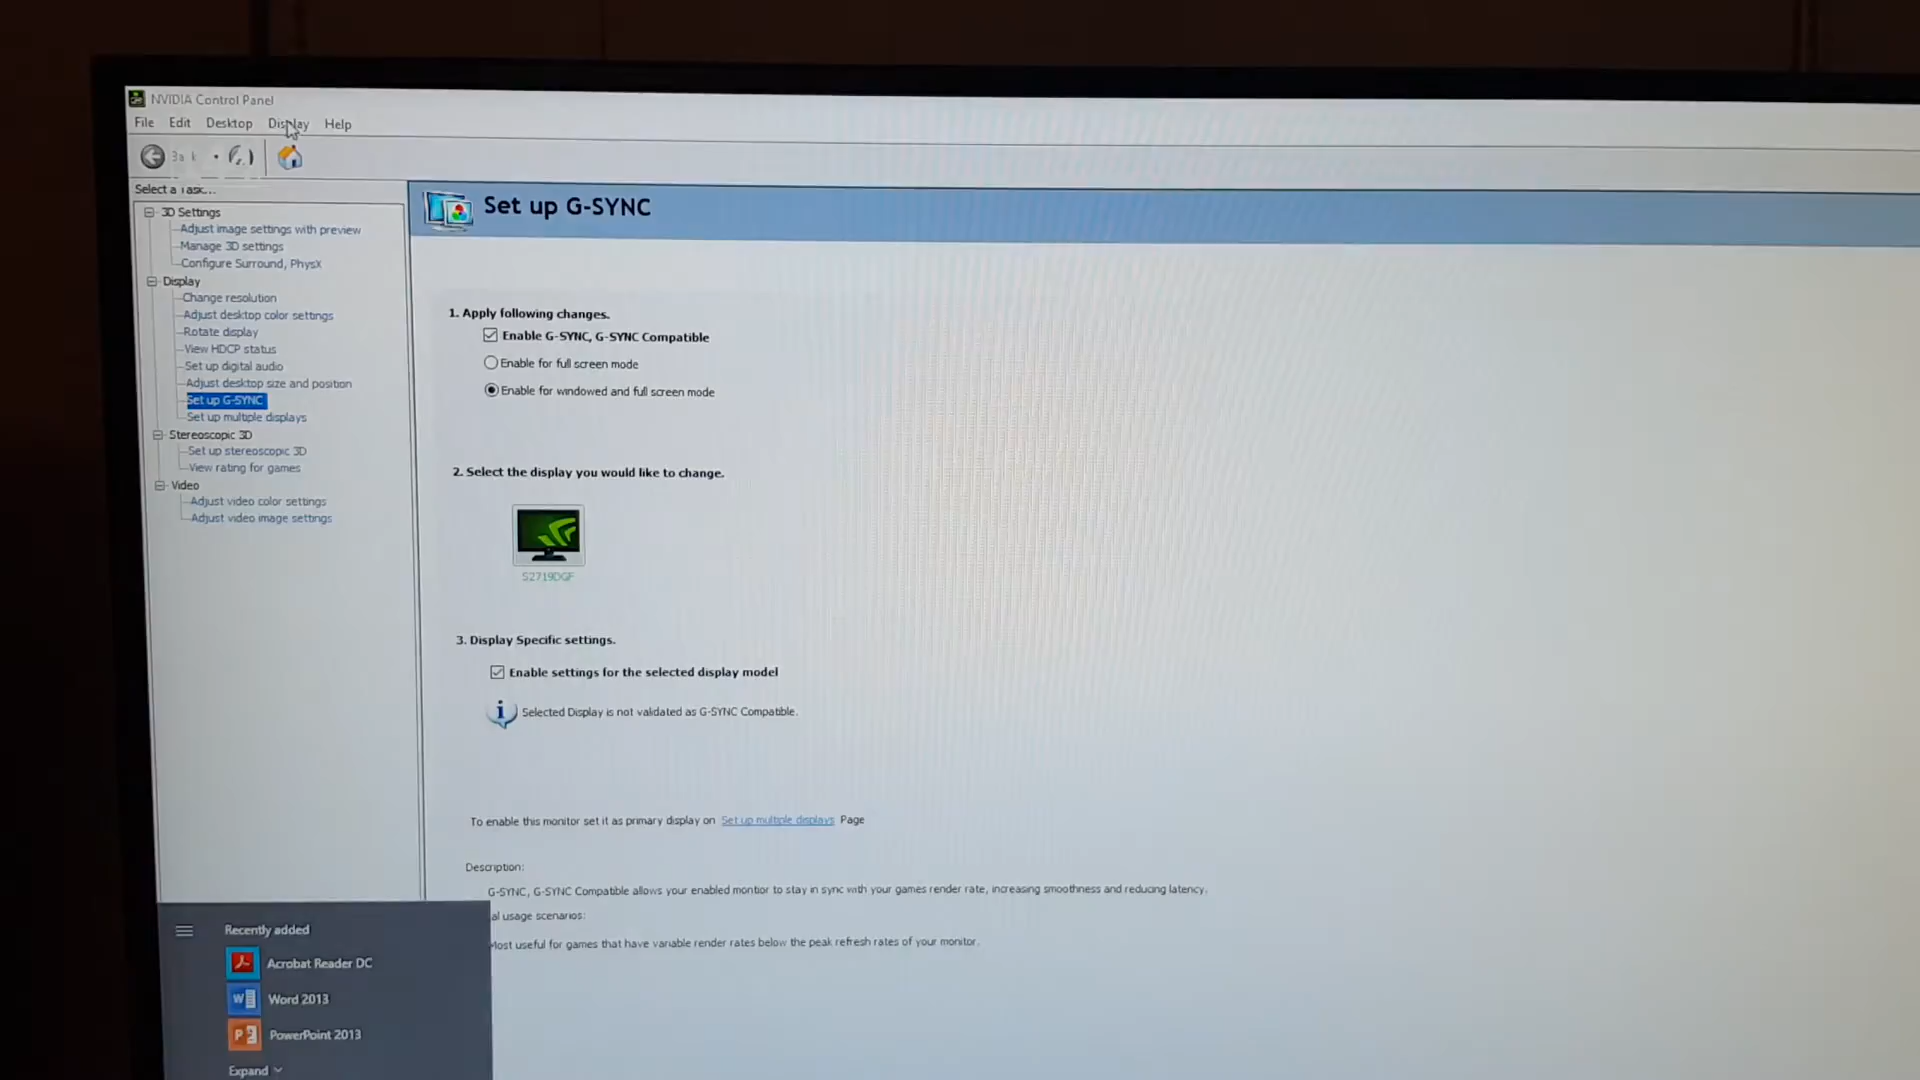 NVIDIA Control Panel
File Edit Desktop Display Help
Select a Task...
3D Settings
Adjust image settings with preview
Manage 3D settings
Configure Surround, PhysX
Display
Change resolution
Adjust desktop color settings
Rotate display
View HDCP status
Set up digital audio
Adjust desktop size and position
Set up G-SYNC
Set up multiple displays
Stereoscopic 3D
Set up stereoscopic 3D
View rating for games
Video
Adjust video color settings
Adjust video image settings
Set up G-SYNC
1. Apply following changes.
Enable G-SYNC, G-SYNC Compatible
Enable for full screen mode
Enable for windowed and full screen mode
2. Select the display you would like to change.
S2719DGF
3. Display Specific settings.
Enable settings for the selected display model
Selected Display is not validated as G-SYNC Compatible.
To enable this monitor set it as primary display on Set up multiple displays Page
Description:
G-SYNC, G-SYNC Compatible allows your enabled montior to stay in sync with your games render rate, increasing smoothness and reducing latency.
al usage scenarios:
Most useful for games that have variable render rates below the peak refresh rates of your monitor.
Recently added
Acrobat Reader DC
Word 2013
PowerPoint 2013
Expand